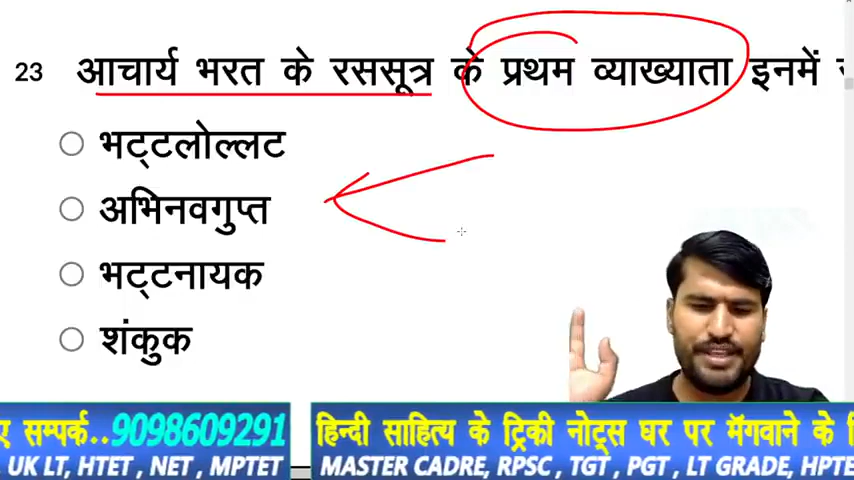 23 आचार्य भरत के रससूत्र के प्रथम व्याख्याता इनमें
भट्टलोल्लट
अभिनवगुप्त
भट्टनायक
शंकुक
ए सम्पर्क..9098609291 हिन्दी साहित्य के ट्रिकी नोट्स घर पर मॅगवाने के
, UK LT, HTET , NET , MPTET MASTER CADRE, RPSC , TGT , PGT , LT GRADE, HPTE